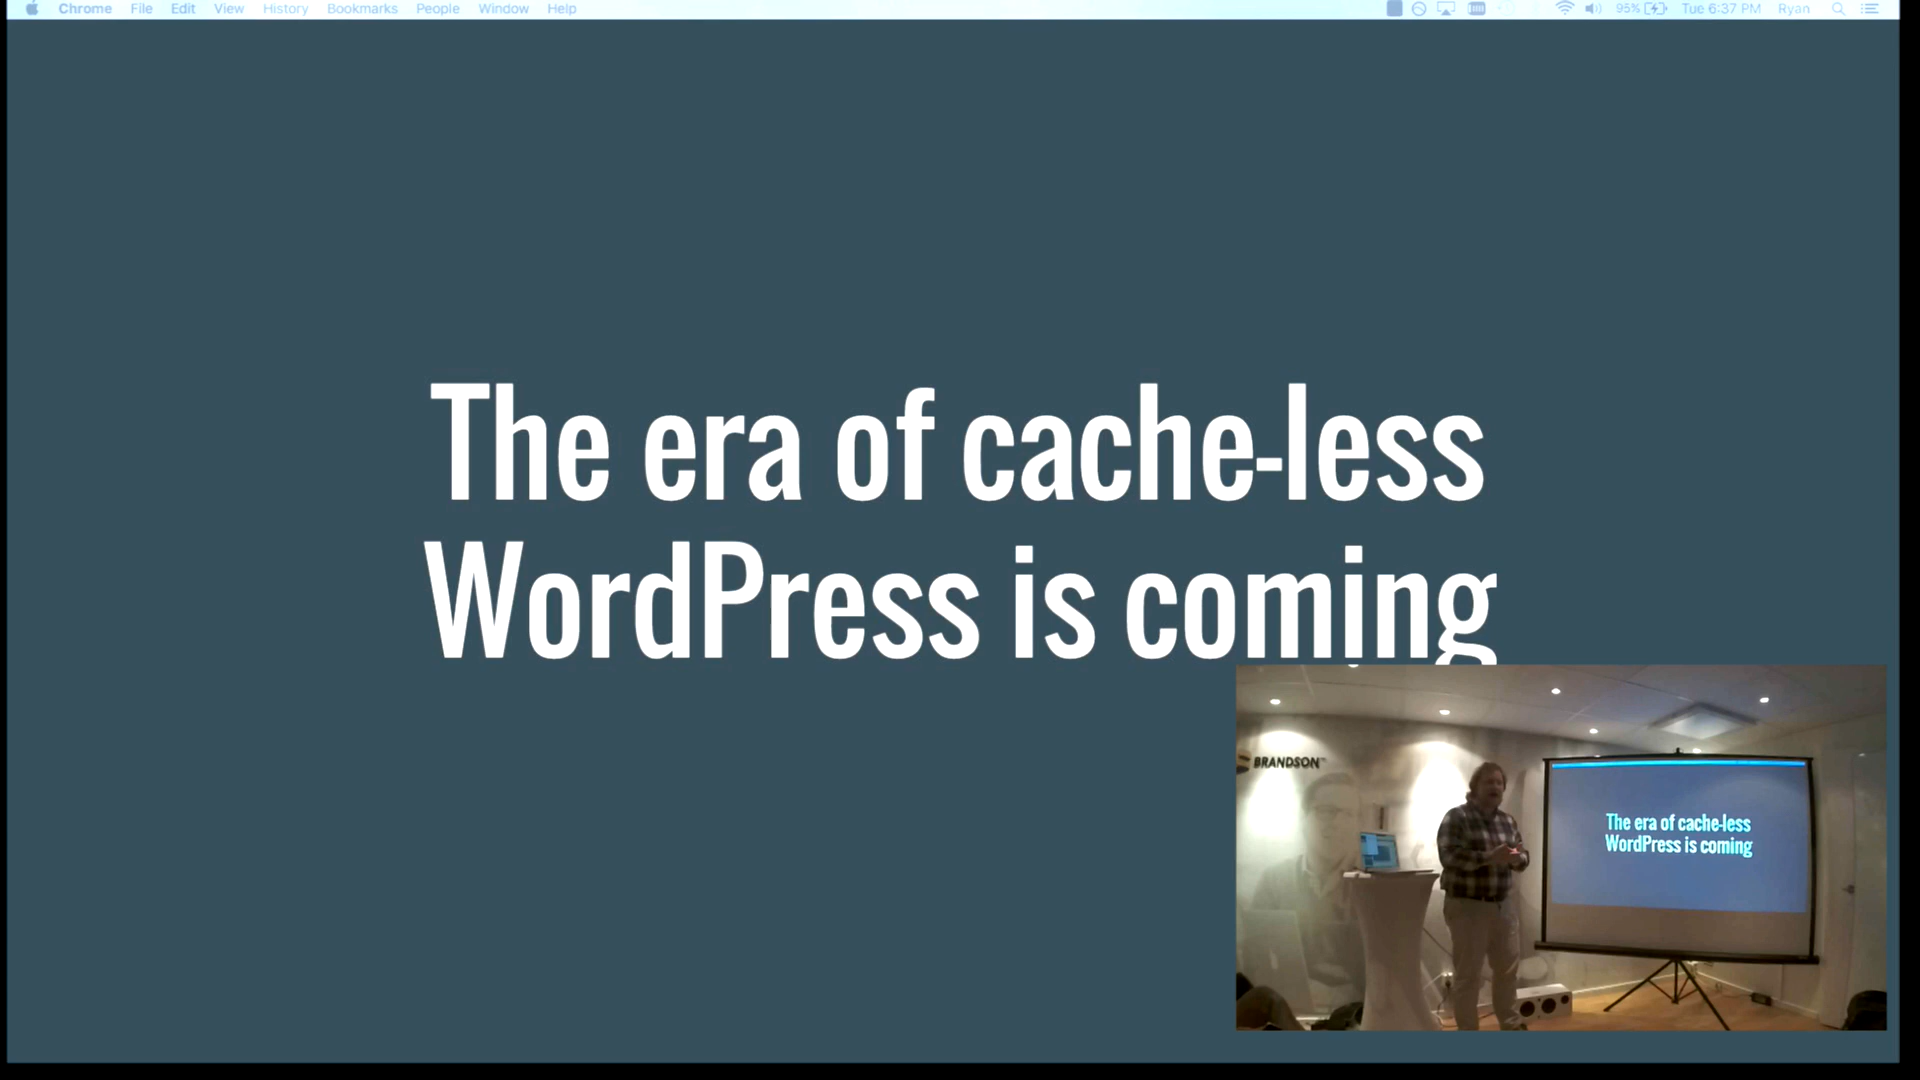 Chrome File Edit View History Bookmarks People Window Help 95% Tue 6:37 PM Ryan
The era of cache-less
WordPress is coming
BRANDSON
The era of cache-less
WordPress is coming